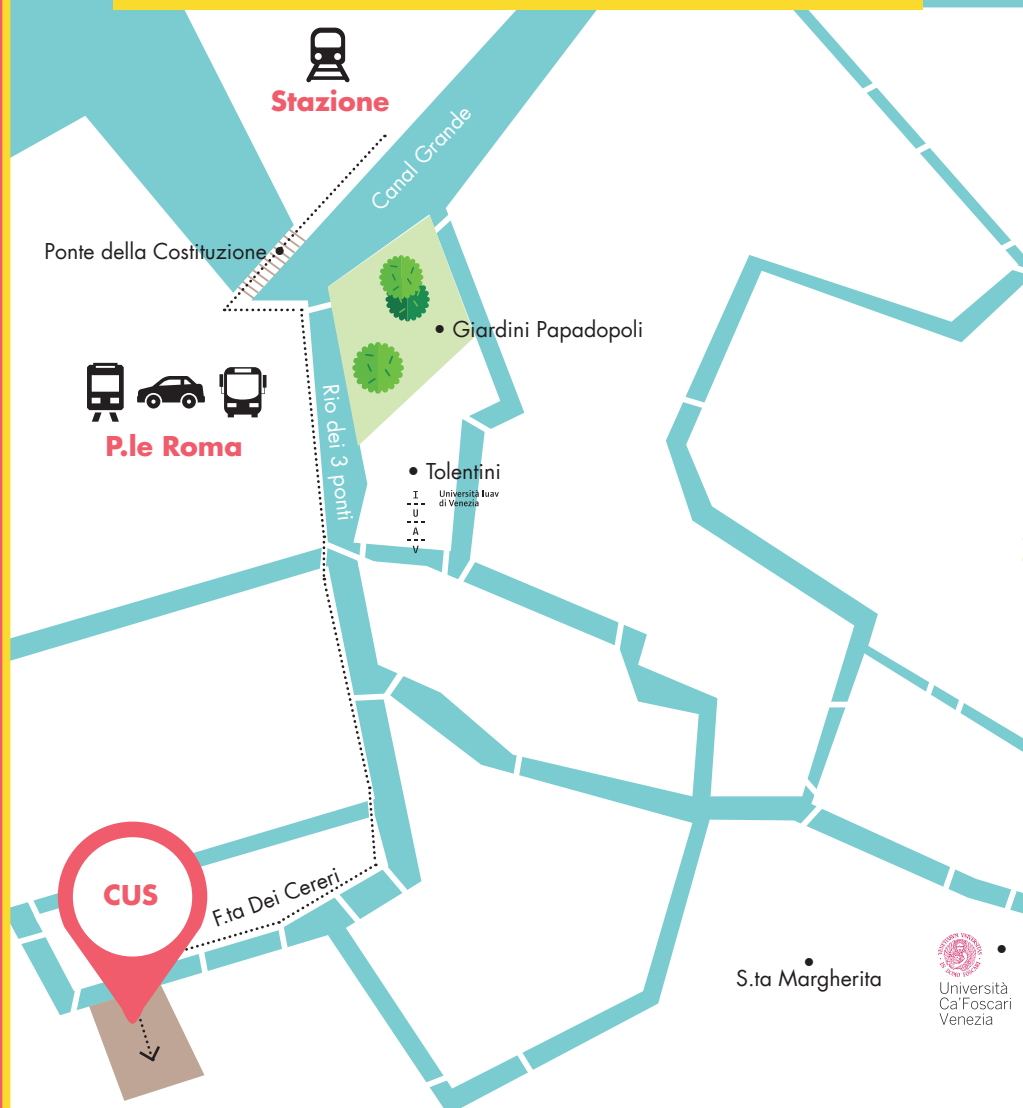 Stazione
Canal Grande
Ponte della Costituzione
Giardini Papadopoli
P.le Roma
Rio dei 3 ponti
Tolentini
I
U
A
V
Università Iuav
di Venezia
CUS
F.ta Dei Cereri
S.ta Margherita
Università
Ca'Foscari
Venezia